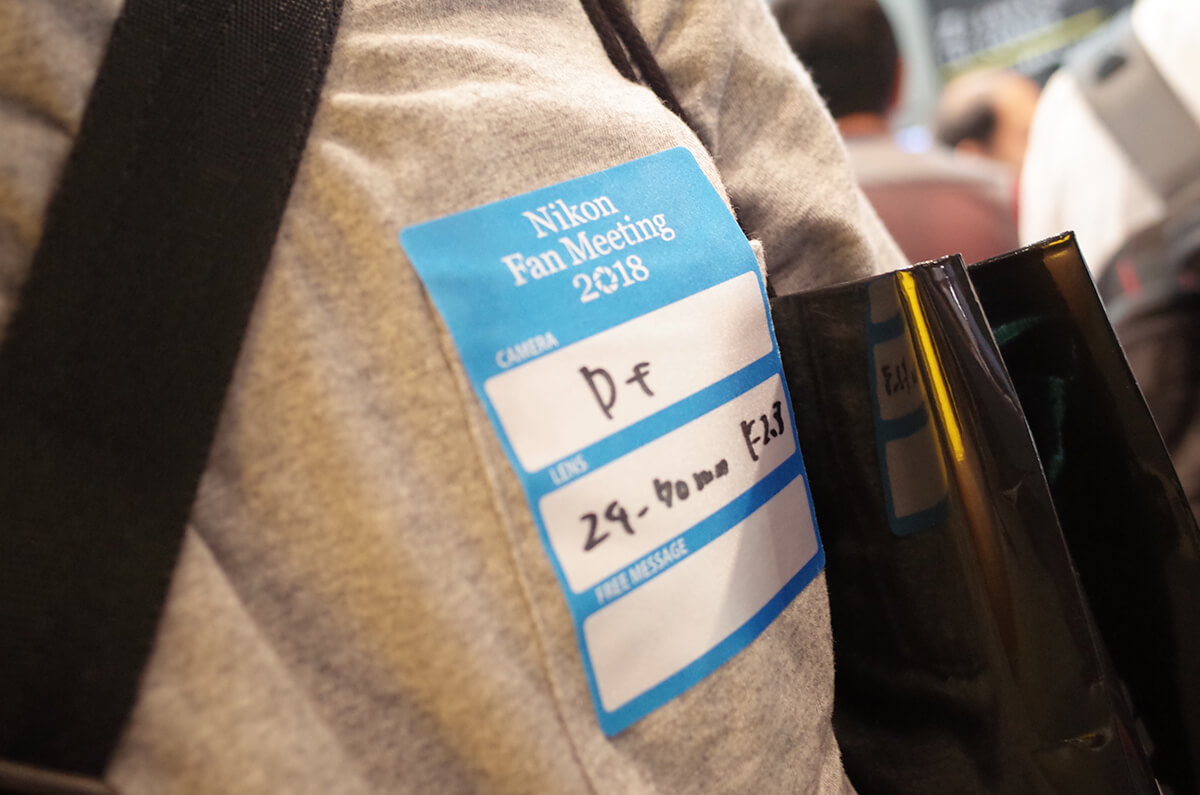 Nikon
Fan Meeting
2018
CAMERA
Df
LENS
24-70mm F2.8
FREE MESSAGE